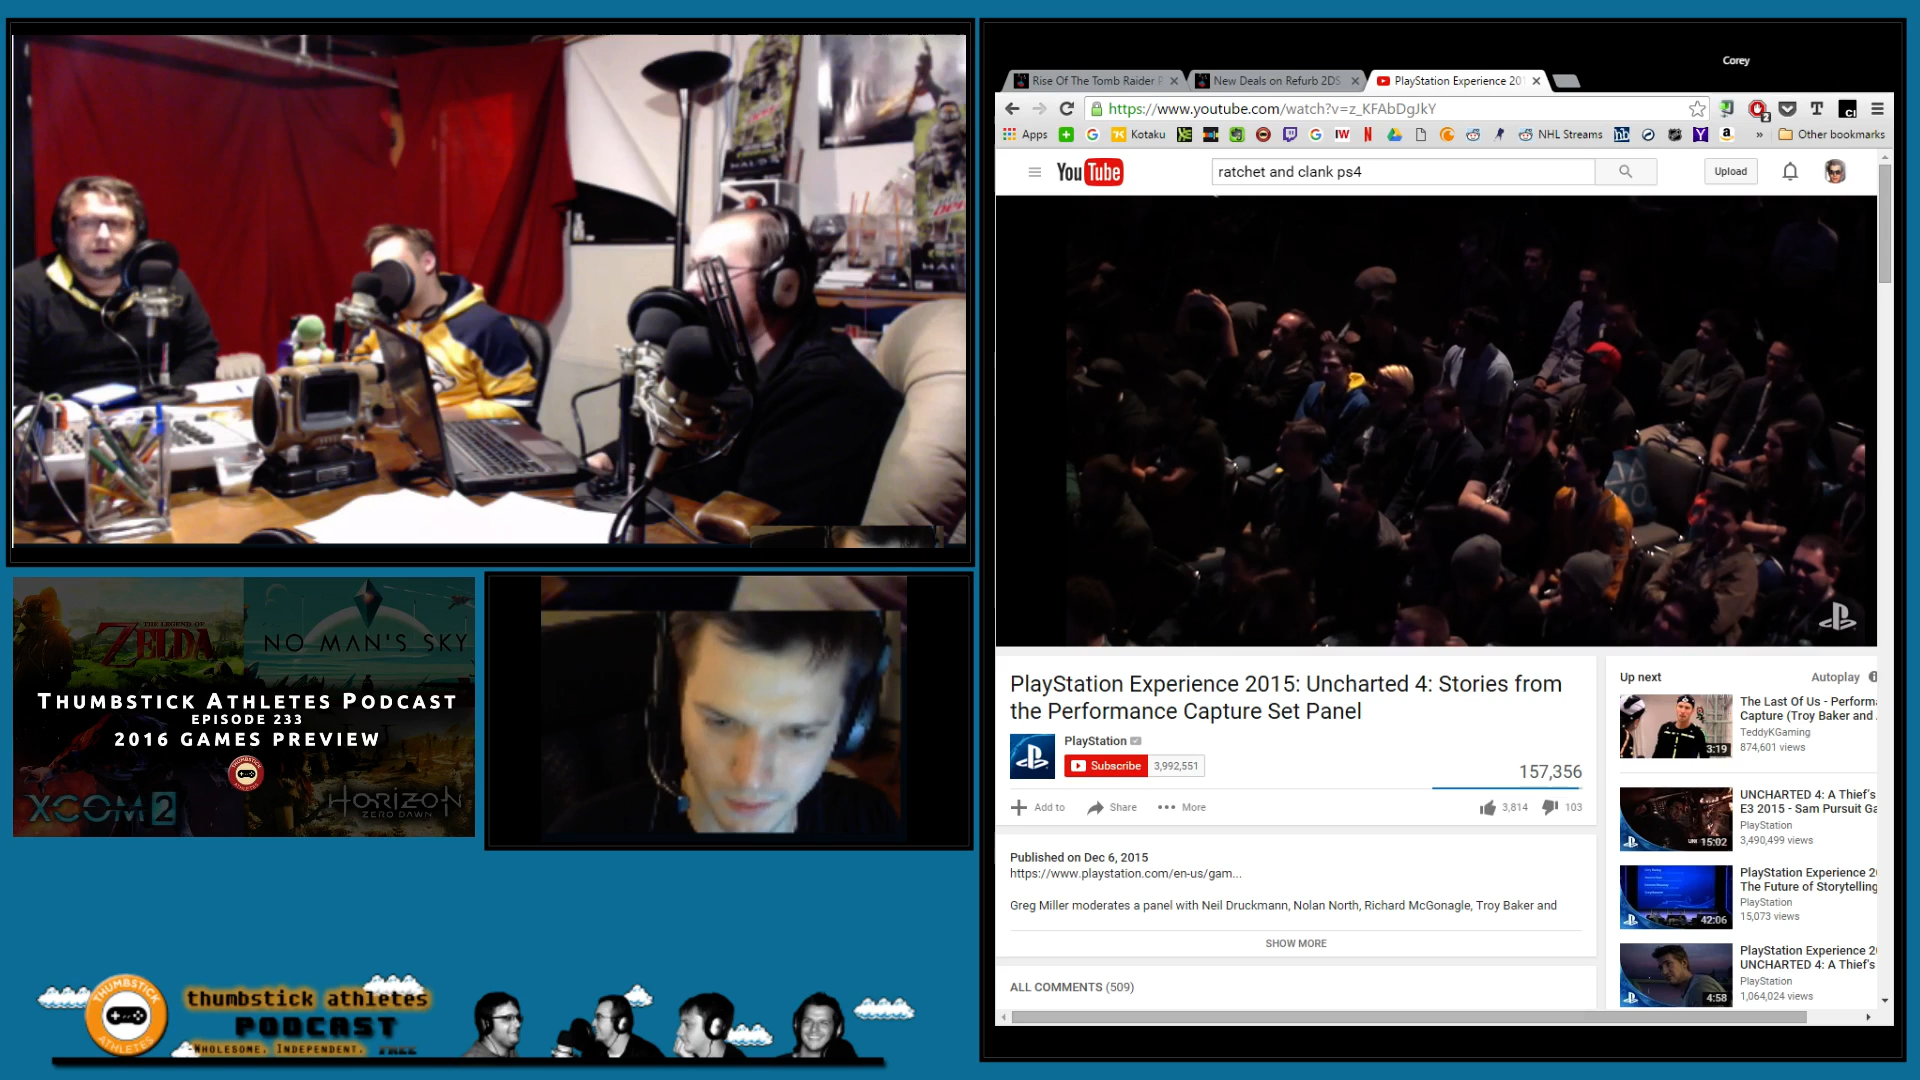 THE LEGEND OF
ZELDA
NO MAN'S SKY
THUMBSTICK ATHLETES PODCAST
EPISODE 233
2016 GAMES PREVIEW
XCOM 2
HORIZON
ZERO DAWN
THUMBSTICK
ATHLETES
thumbstick athletes
PODCAST
-WHOLESOME. INDEPENDENT. FREE
Corey
Rise Of The Tomb Raider P
New Deals on Refurb 2DS
PlayStation Experience 201
https://www.youtube.com/watch?v=z_KFAbDgJkY
Apps
Kotaku
NHL Streams
Other bookmarks
YouTube
ratchet and clank ps4
Upload
PlayStation Experience 2015: Uncharted 4: Stories from
the Performance Capture Set Panel
PlayStation
Subscribe
3,992,551
157,356
Add to
Share
More
3,814
103
Published on Dec 6, 2015
https://www.playstation.com/en-us/gam...
Greg Miller moderates a panel with Neil Druckmann, Nolan North, Richard McGonagle, Troy Baker and
SHOW MORE
ALL COMMENTS (509)
Up next
Autoplay
The Last Of Us - Performa
Capture (Troy Baker and
TeddyKGaming
874,601 views
3:19
UNCHARTED 4: A Thief's
E3 2015 - Sam Pursuit Ga
PlayStation
3,490,499 views
15:02
PlayStation Experience 2
The Future of Storytelling
PlayStation
15,073 views
42:06
PlayStation Experience 2
UNCHARTED 4: A Thief's
PlayStation
1,064,024 views
4:58